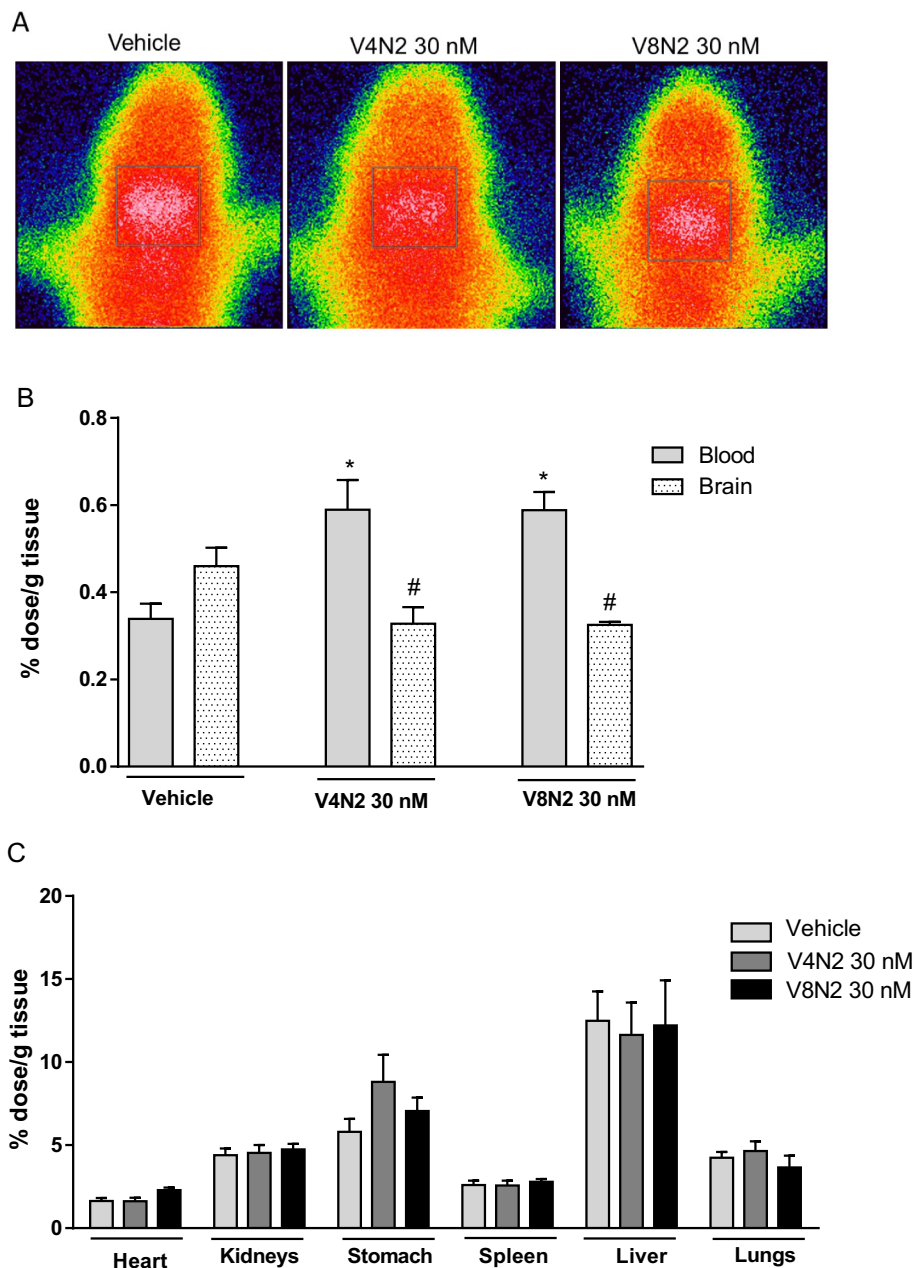 A
Vehicle V4N2 30 nM V8N2 30 nM
B
% dose/g tissue
0.8
0.6
0.4
0.2
0.0
* # * #
Blood
Brain
Vehicle V4N2 30 nM V8N2 30 nM
C
% dose/g tissue
20
15
10
5
0
Vehicle
V4N2 30 nM
V8N2 30 nM
Heart Kidneys Stomach Spleen Liver Lungs